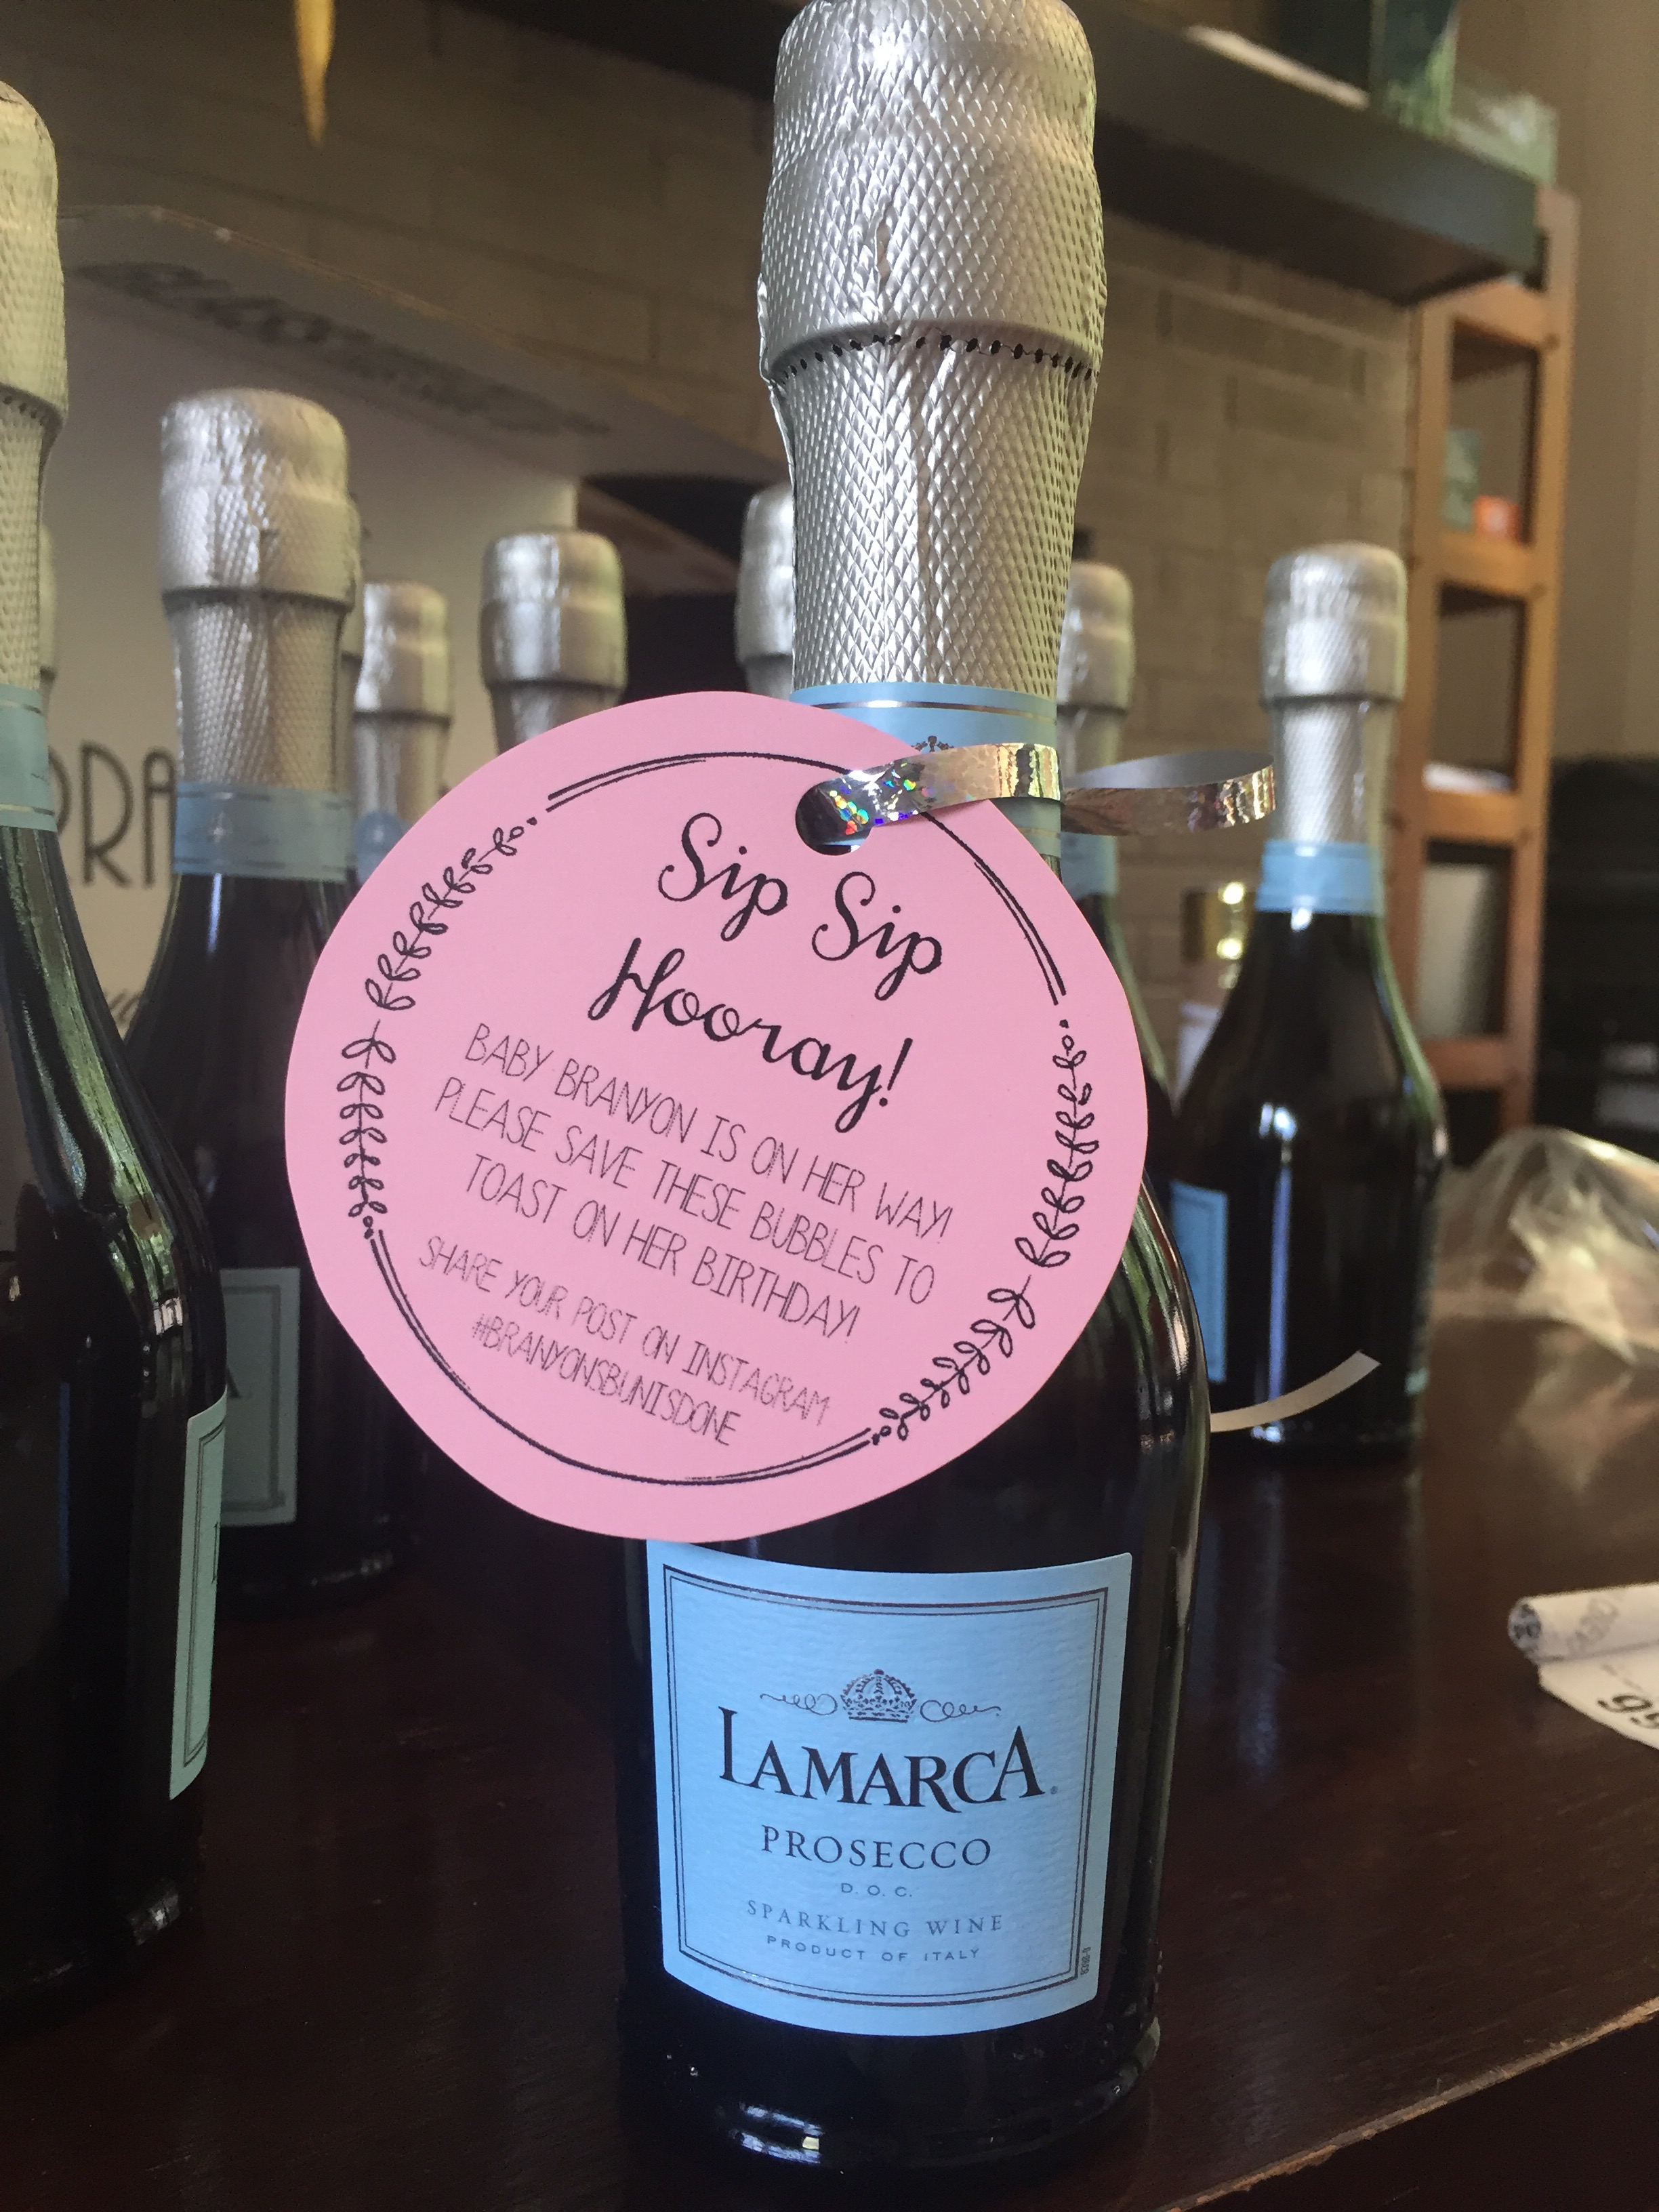 Sip Sip
Hooray!
BABY BRANYON IS ON HER WAY!
PLEASE SAVE THESE BUBBLES TO
TOAST ON HER BIRTHDAY!
SHARE YOUR POST ON INSTAGRAM
#BRANYONSBUNISDONE
LAMARCA®
PROSECCO
D.O.C.
SPARKLING WINE
PRODUCT OF ITALY